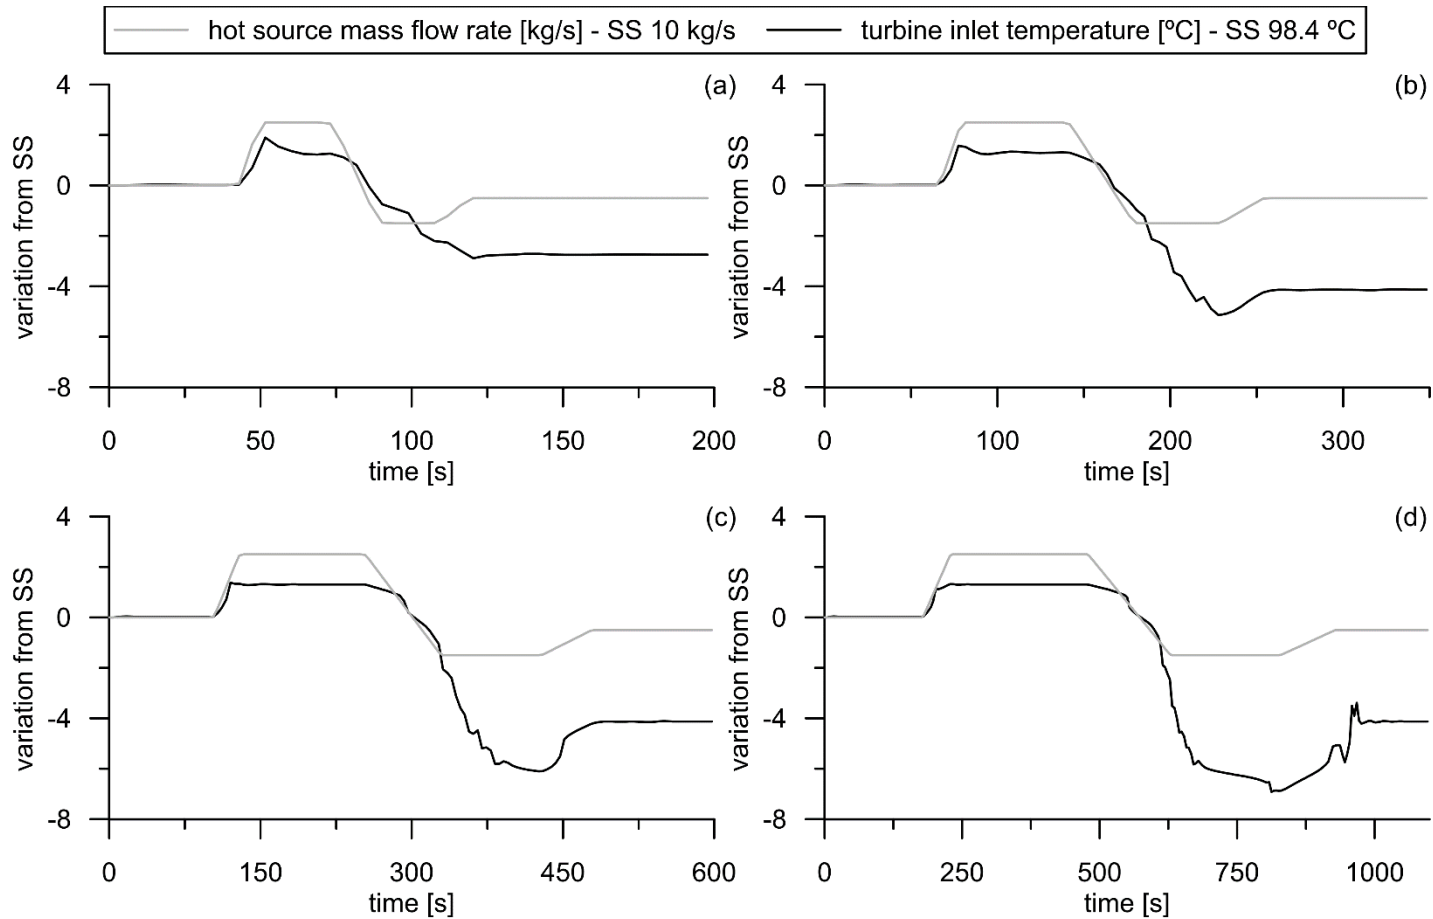 hot source mass flow rate [kg/s] - SS 10 kg/s turbine inlet temperature [ºC] - SS 98.4 ºC
(a)
4
0
-4
-8
variation from SS
0 50 100 150 200
time [s]
(b)
4
0
-4
-8
variation from SS
0 100 200 300
time [s]
(c)
4
0
-4
-8
variation from SS
0 150 300 450 600
time [s]
(d)
4
0
-4
-8
variation from SS
0 250 500 750 1000
time [s]